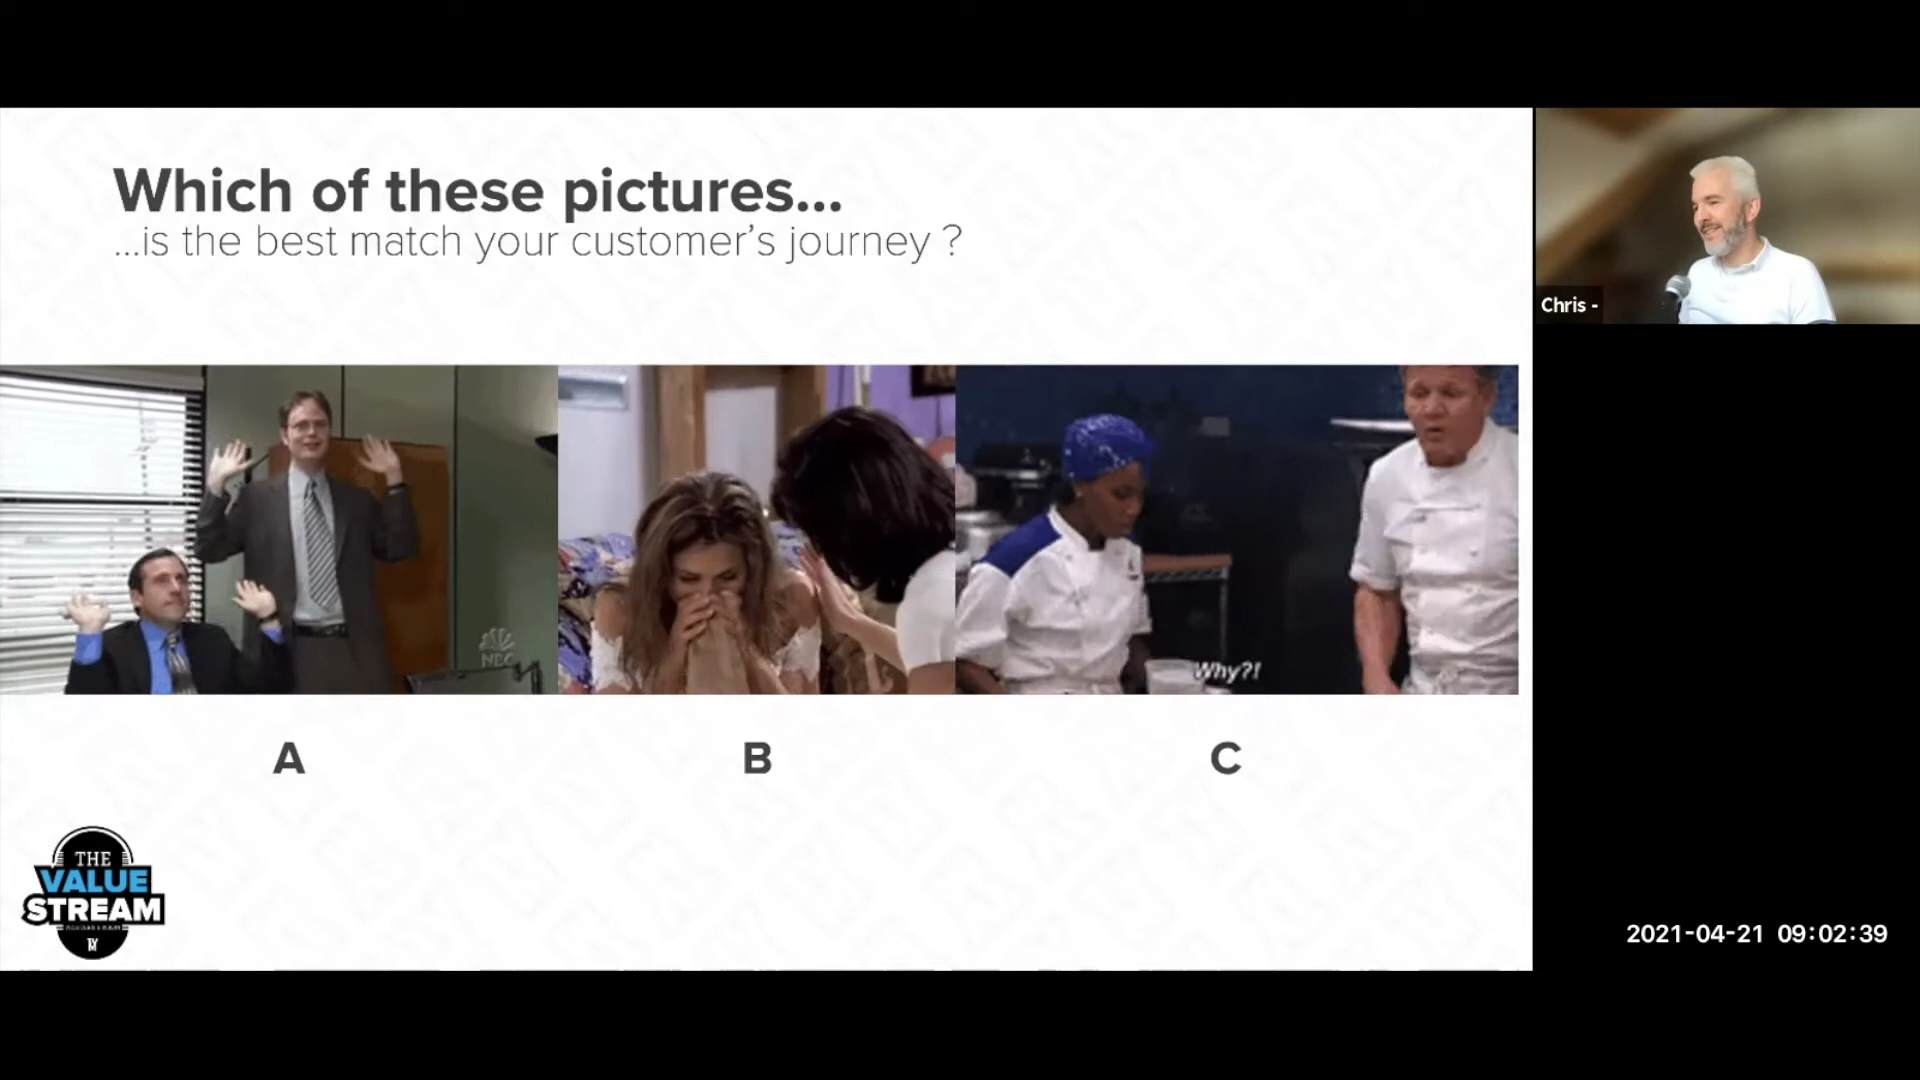 Which of these pictures...
...is the best match your customer's journey ?
Chris -
NBC
Why?!
A
B
C
THE
VALUE
STREAM
2021-04-21 09:02:39